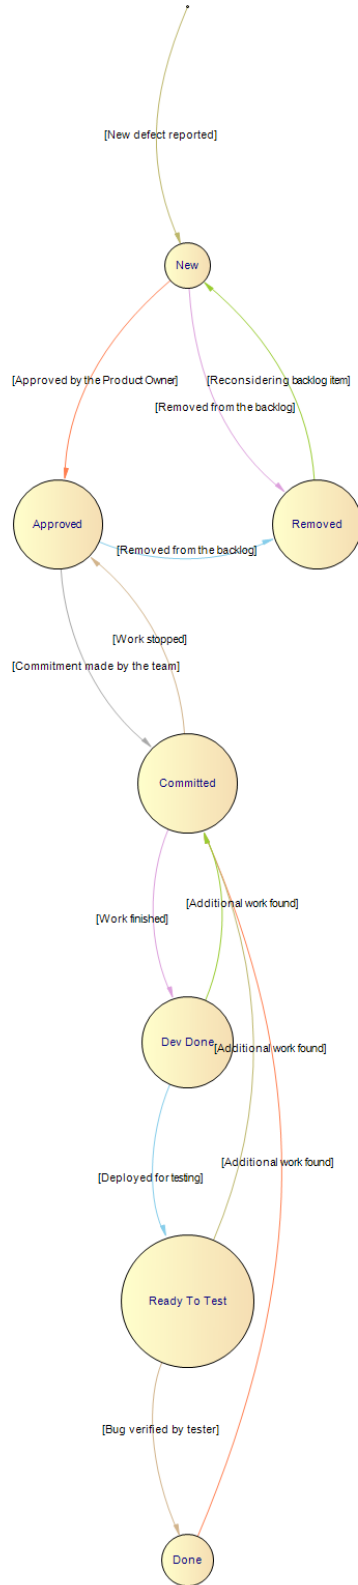 [New defect reported]
New
[Approved by the Product Owner]
[Reconsidering backlog item]
[Removed from the backlog]
Approved
Removed
[Removed from the backlog]
[Work stopped]
[Commitment made by the team]
Committed
[Additional work found]
[Work finished]
Dev Done
[Additional work found]
[Additional work found]
[Deployed for testing]
Ready To Test
[Bug verified by tester]
Done